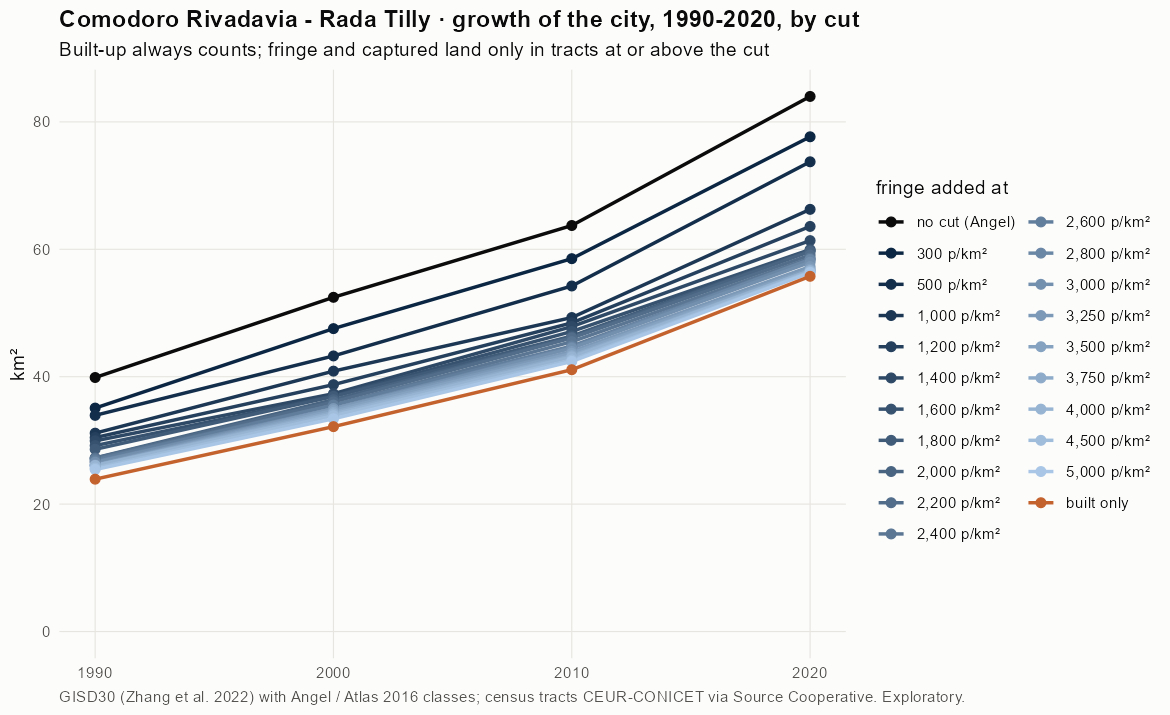 Comodoro Rivadavia - Rada Tilly · growth of the city, 1990-2020, by cut
Built-up always counts; fringe and captured land only in tracts at or above the cut
km²
80
60
40
20
0
1990
2000
2010
2020
fringe added at
no cut (Angel)
300 p/km²
500 p/km²
1,000 p/km²
1,200 p/km²
1,400 p/km²
1,600 p/km²
1,800 p/km²
2,000 p/km²
2,200 p/km²
2,400 p/km²
2,600 p/km²
2,800 p/km²
3,000 p/km²
3,250 p/km²
3,500 p/km²
3,750 p/km²
4,000 p/km²
4,500 p/km²
5,000 p/km²
built only
GISD30 (Zhang et al. 2022) with Angel / Atlas 2016 classes; census tracts CEUR-CONICET via Source Cooperative. Exploratory.